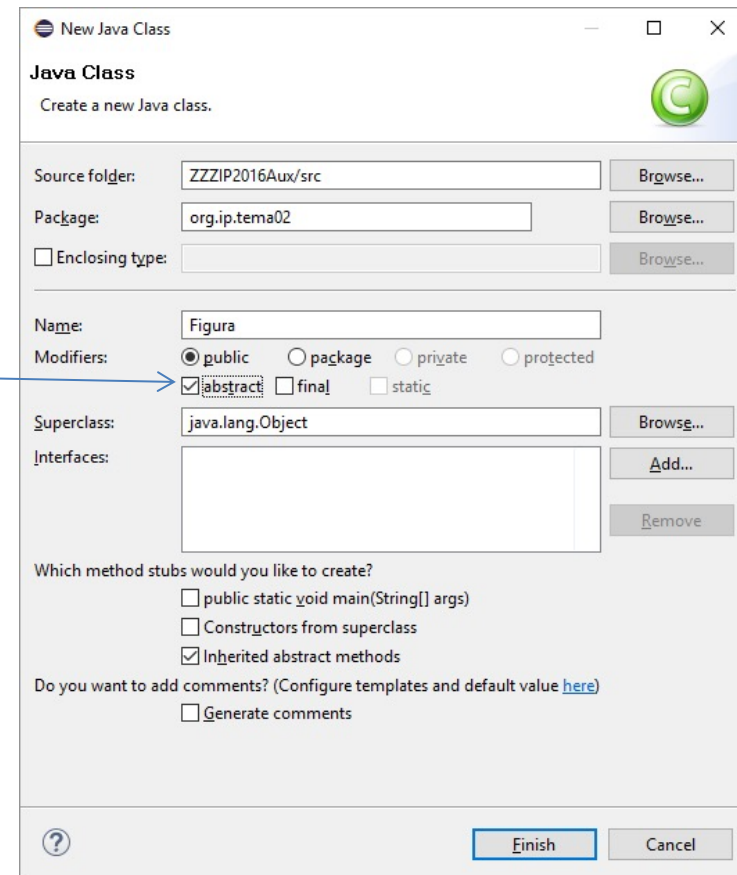 New Java Class
Java Class
Create a new Java class.
Source folder: ZZZIP2016Aux/src Browse...
Package: org.ip.tema02 Browse...
Enclosing type: Browse...
Name: Figura
Modifiers: public package private protected
abstract final static
Superclass: java.lang.Object Browse...
Interfaces: Add...
Remove
Which method stubs would you like to create?
public static void main(String[] args)
Constructors from superclass
Inherited abstract methods
Do you want to add comments? (Configure templates and default value here)
Generate comments
? Finish Cancel